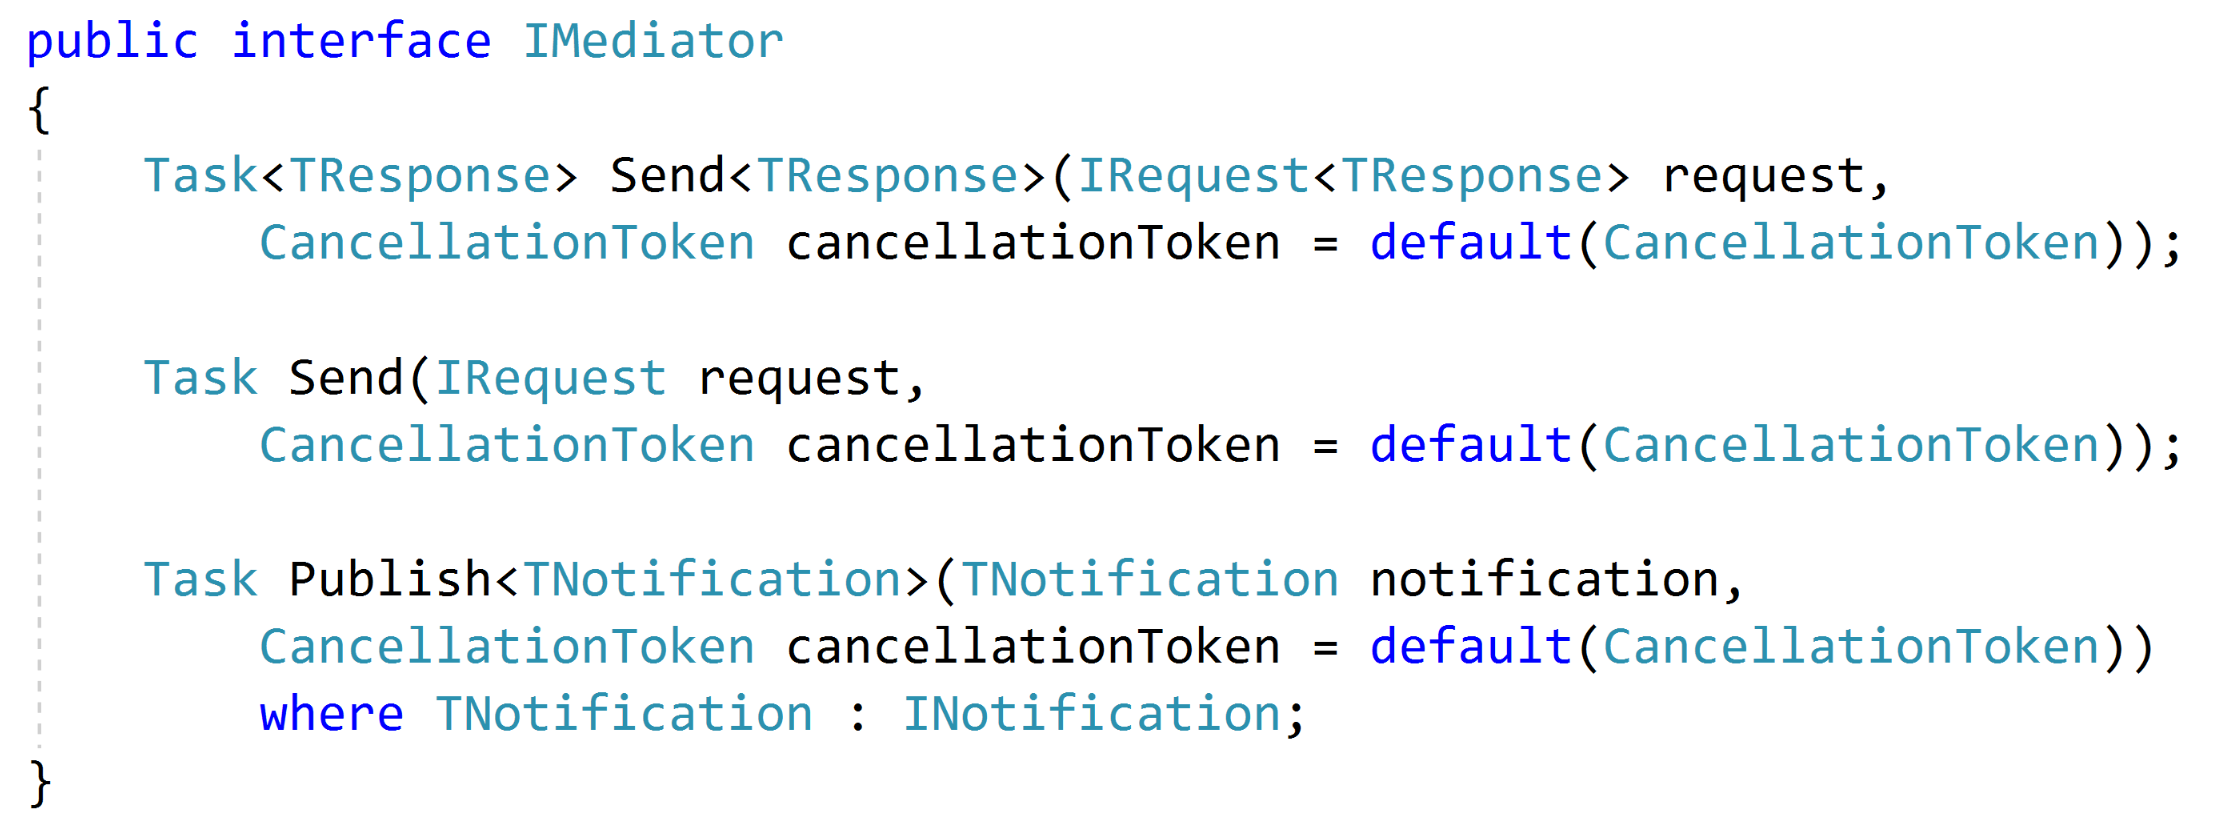 public interface IMediator
{
    Task<TResponse> Send<TResponse>(IRequest<TResponse> request,
        CancellationToken cancellationToken = default(CancellationToken));

    Task Send(IRequest request,
        CancellationToken cancellationToken = default(CancellationToken));

    Task Publish<TNotification>(TNotification notification,
        CancellationToken cancellationToken = default(CancellationToken))
        where TNotification : INotification;
}